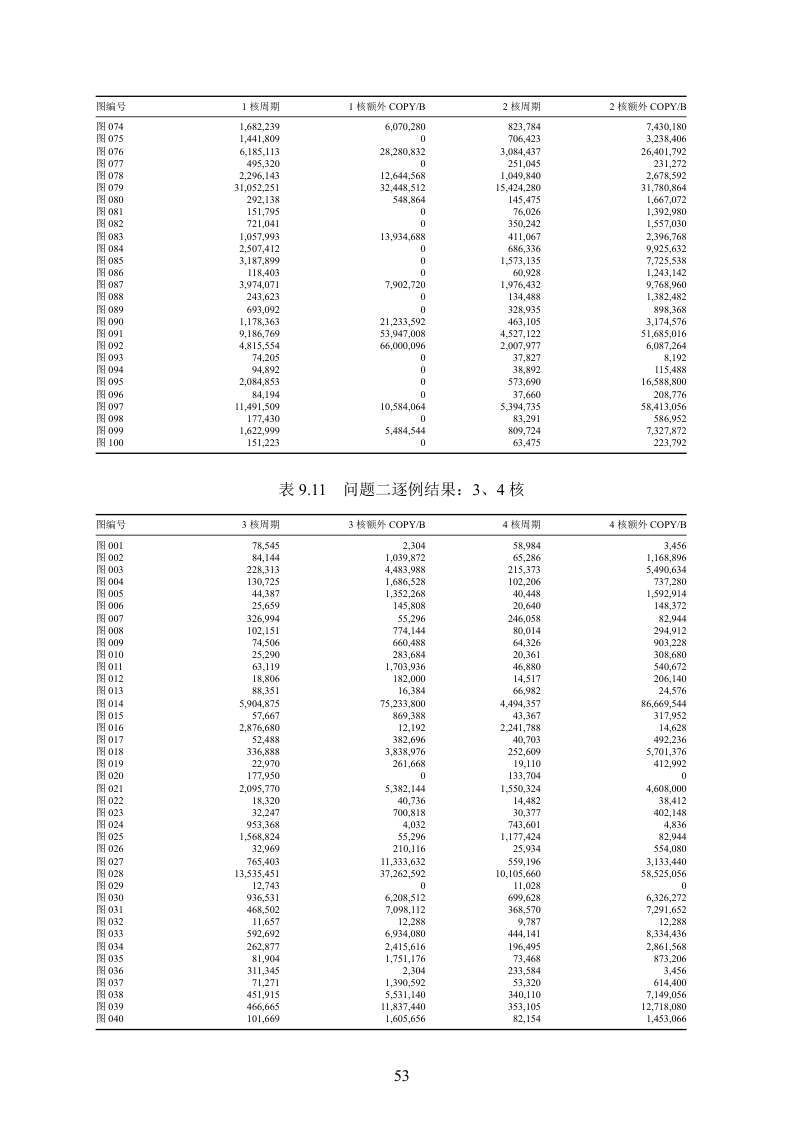 图编号 1 核周期 1 核额外 COPY/B 2 核周期 2 核额外 COPY/B
图 074 1,682,239 6,070,280 823,784 7,430,180
图 075 1,441,809 0 706,423 3,238,406
图 076 6,185,113 28,280,832 3,084,437 26,401,792
图 077 495,320 0 251,045 231,272
图 078 2,296,143 12,644,568 1,049,840 2,678,592
图 079 31,052,251 32,448,512 15,424,280 31,780,864
图 080 292,138 548,864 145,475 1,667,072
图 081 151,795 0 76,026 1,392,980
图 082 721,041 0 350,242 1,557,030
图 083 1,057,993 13,934,688 411,067 2,396,768
图 084 2,507,412 0 686,336 9,925,632
图 085 3,187,899 0 1,573,135 7,725,538
图 086 118,403 0 60,928 1,243,142
图 087 3,974,071 7,902,720 1,976,432 9,768,960
图 088 243,623 0 134,488 1,382,482
图 089 693,092 0 328,935 898,368
图 090 1,178,363 21,233,592 463,105 3,174,576
图 091 9,186,769 53,947,008 4,527,122 51,685,016
图 092 4,815,554 66,000,096 2,007,977 6,087,264
图 093 74,205 0 37,827 8,192
图 094 94,892 0 38,892 115,488
图 095 2,084,853 0 573,690 16,588,800
图 096 84,194 0 37,660 208,776
图 097 11,491,509 10,584,064 5,394,735 58,413,056
图 098 177,430 0 83,291 586,952
图 099 1,622,999 5,484,544 809,724 7,327,872
图 100 151,223 0 63,475 223,792
表 9.11 问题二逐例结果：3、4 核
图编号 3 核周期 3 核额外 COPY/B 4 核周期 4 核额外 COPY/B
图 001 78,545 2,304 58,984 3,456
图 002 84,144 1,039,872 65,286 1,168,896
图 003 228,313 4,483,988 215,373 5,490,634
图 004 130,725 1,686,528 102,206 737,280
图 005 44,387 1,352,268 40,448 1,592,914
图 006 25,659 145,808 20,640 148,372
图 007 326,994 55,296 246,058 82,944
图 008 102,151 774,144 80,014 294,912
图 009 74,506 660,488 64,326 903,228
图 010 25,290 283,684 20,361 308,680
图 011 63,119 1,703,936 46,880 540,672
图 012 18,806 182,000 14,517 206,140
图 013 88,351 16,384 66,982 24,576
图 014 5,904,875 75,233,800 4,494,357 86,669,544
图 015 57,667 869,388 43,367 317,952
图 016 2,876,680 12,192 2,241,788 14,628
图 017 52,488 382,696 40,703 492,236
图 018 336,888 3,838,976 252,609 5,701,376
图 019 22,970 261,668 19,110 412,992
图 020 177,950 0 133,704 0
图 021 2,095,770 5,382,144 1,550,324 4,608,000
图 022 18,320 40,736 14,482 38,412
图 023 32,247 700,818 30,377 402,148
图 024 953,368 4,032 743,601 4,836
图 025 1,568,824 55,296 1,177,424 82,944
图 026 32,969 210,116 25,934 554,080
图 027 765,403 11,333,632 559,196 3,133,440
图 028 13,535,451 37,262,592 10,105,660 58,525,056
图 029 12,743 0 11,028 0
图 030 936,531 6,208,512 699,628 6,326,272
图 031 468,502 7,098,112 368,570 7,291,652
图 032 11,657 12,288 9,787 12,288
图 033 592,692 6,934,080 444,141 8,334,436
图 034 262,877 2,415,616 196,495 2,861,568
图 035 81,904 1,751,176 73,468 873,206
图 036 311,345 2,304 233,584 3,456
图 037 71,271 1,390,592 53,320 614,400
图 038 451,915 5,531,140 340,110 7,149,056
图 039 466,665 11,837,440 353,105 12,718,080
图 040 101,669 1,605,656 82,154 1,453,066
53